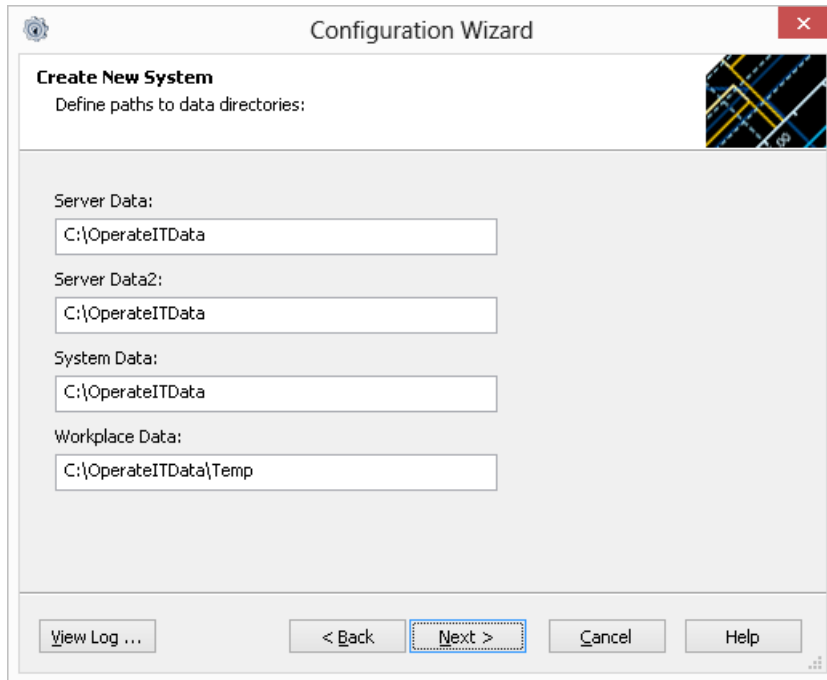 Configuration Wizard
Create New System
Define paths to data directories:
00
Server Data:
C:\OperateITData
Server Data2:
C:\OperateITData
System Data:
C:\OperateITData
Workplace Data:
C:\OperateITData\Temp
View Log ...
< Back
Next >
Cancel
Help